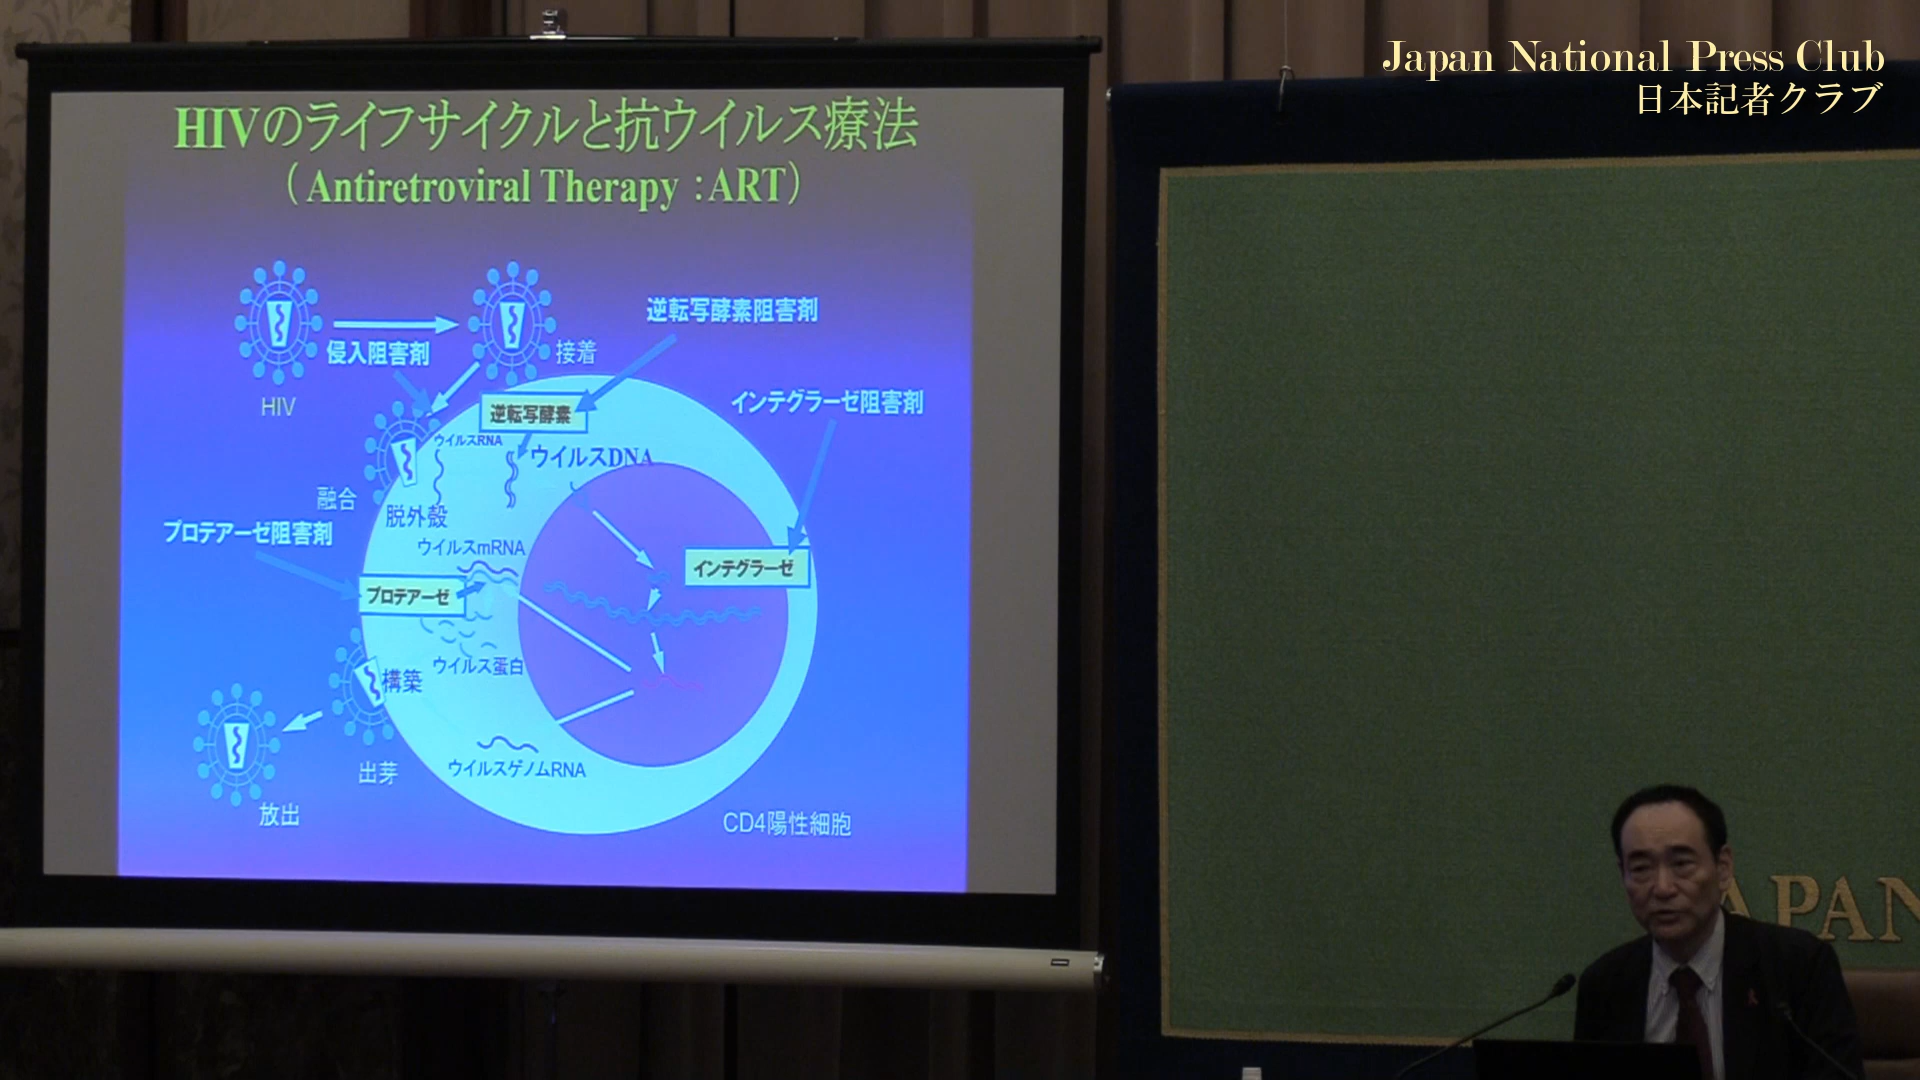 Japan National Press Club
日本記者クラブ
HIVのライフサイクルと抗ウイルス療法
（Antiretroviral Therapy：ART）
逆転写酵素阻害剤
侵入阻害剤
接着
HIV
インテグラーゼ阻害剤
逆転写酵素
ウイルスRNA
ウイルスDNA
融合
脱外殻
プロテアーゼ阻害剤
ウイルスmRNA
インテグラーゼ
プロテアーゼ
ウイルス蛋白
構築
出芽
ウイルスゲノムRNA
放出
CD4陽性細胞
JAPAN